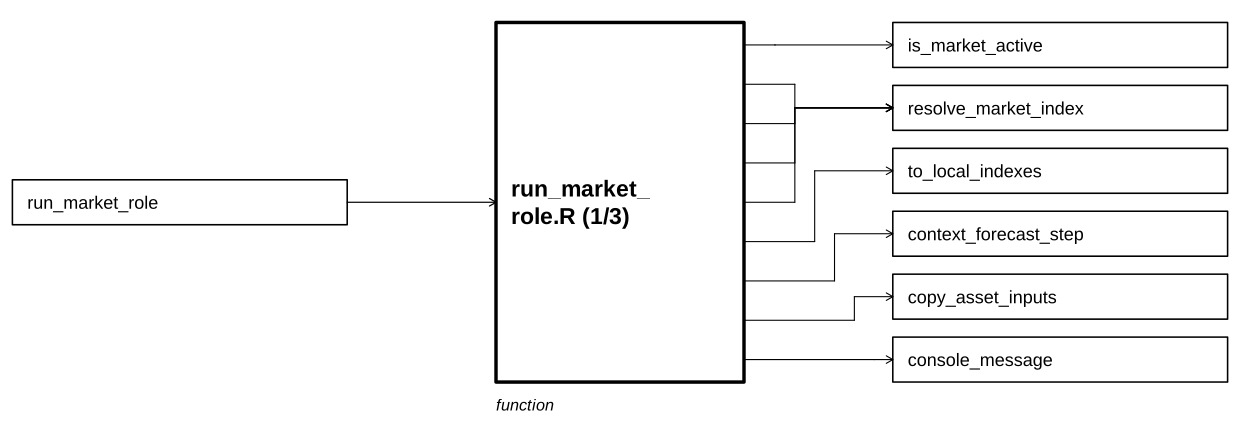 run_market_role
run_market_
role.R (1/3)
function
is_market_active
resolve_market_index
to_local_indexes
context_forecast_step
copy_asset_inputs
console_message